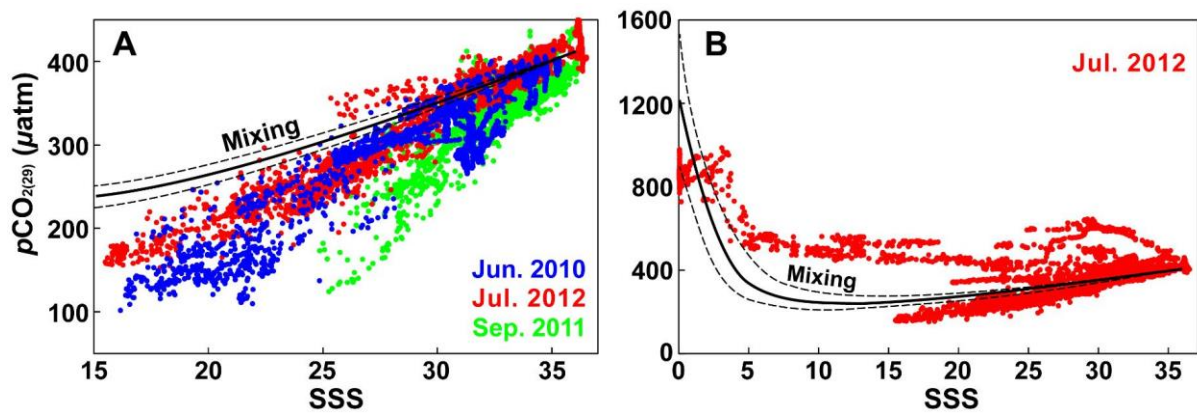 A
pCO2(29) (µatm)
400
300
200
100
Mixing
Jun. 2010
Jul. 2012
Sep. 2011
15 20 25 30 35
SSS
B
Jul. 2012
1600
1200
800
400
0
Mixing
0 5 10 15 20 25 30 35
SSS